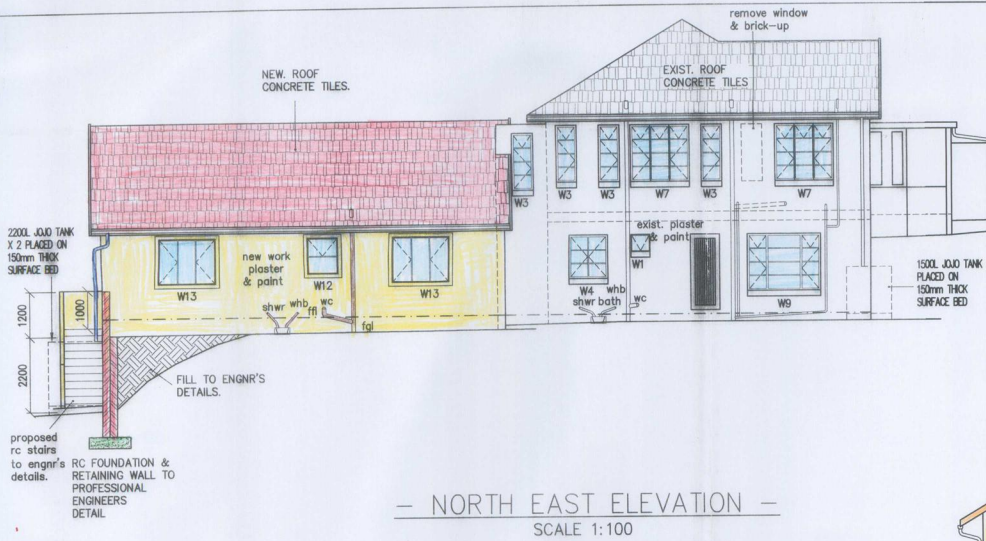 remove window
& brick-up
NEW. ROOF
CONCRETE TILES.
EXIST. ROOF
CONCRETE TILES
W3
W3
W3
W7
W3
W7
2200L JOJO TANK
X 2 PLACED ON
150mm THICK
SURFACE BED
W13
new work
plaster
& paint
W12
W13
exist. plaster
& paint
W1
W4
whb
shwr bath
wc
W9
1500L JOJO TANK
PLACED ON
150mm THICK
SURFACE BED
1200
1000
2200
shwr
whb
ffl
wc
fgl
FILL TO ENGNR'S
DETAILS.
proposed
rc stairs
to engnr's
details.
RC FOUNDATION &
RETAINING WALL TO
PROFESSIONAL
ENGINEERS
DETAIL
— NORTH EAST ELEVATION —
SCALE 1:100